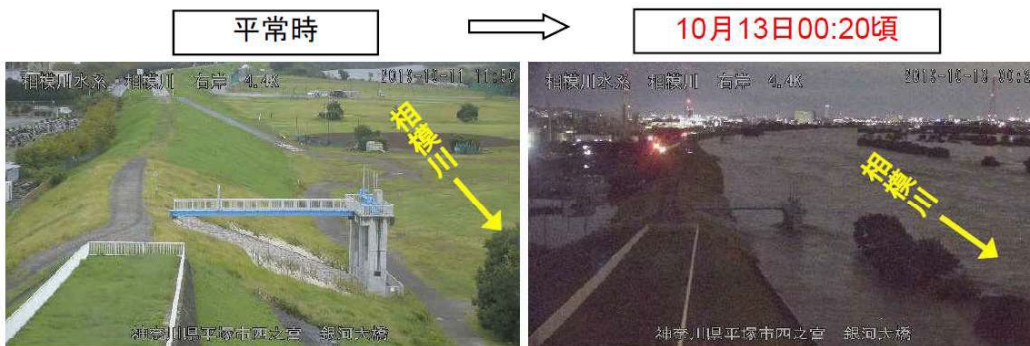 平常時
10月13日00:20頃
相模川水系 相模川 右岸 4.4K
相模川
神奈川県平塚市四之宮 銀河大橋
相模川水系 相模川 右岸 4.4K
相模川
神奈川県平塚市四之宮 銀河大橋